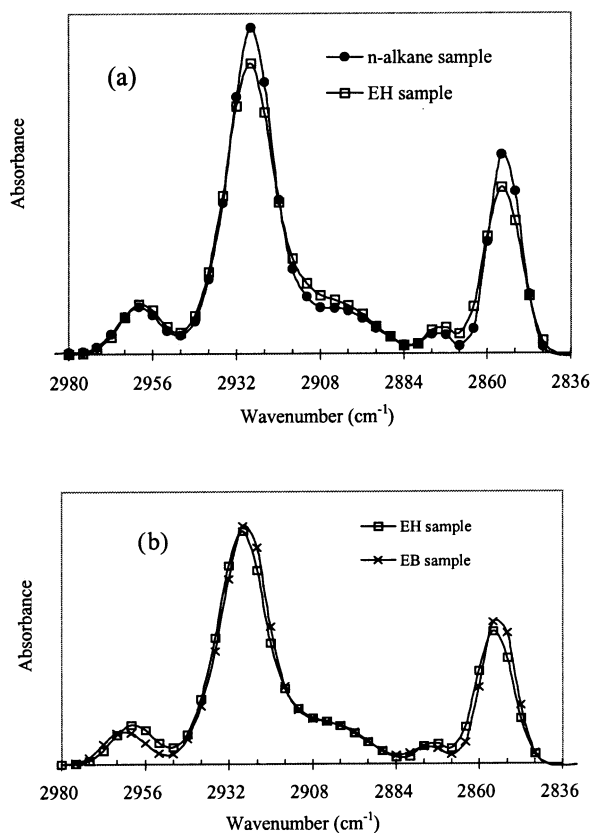 (a)
n-alkane sample
EH sample
Absorbance
2980 2956 2932 2908 2884 2860 2836
Wavenumber (cm⁻¹)
(b)
EH sample
EB sample
Absorbance
2980 2956 2932 2908 2884 2860 2836
Wavenumber (cm⁻¹)